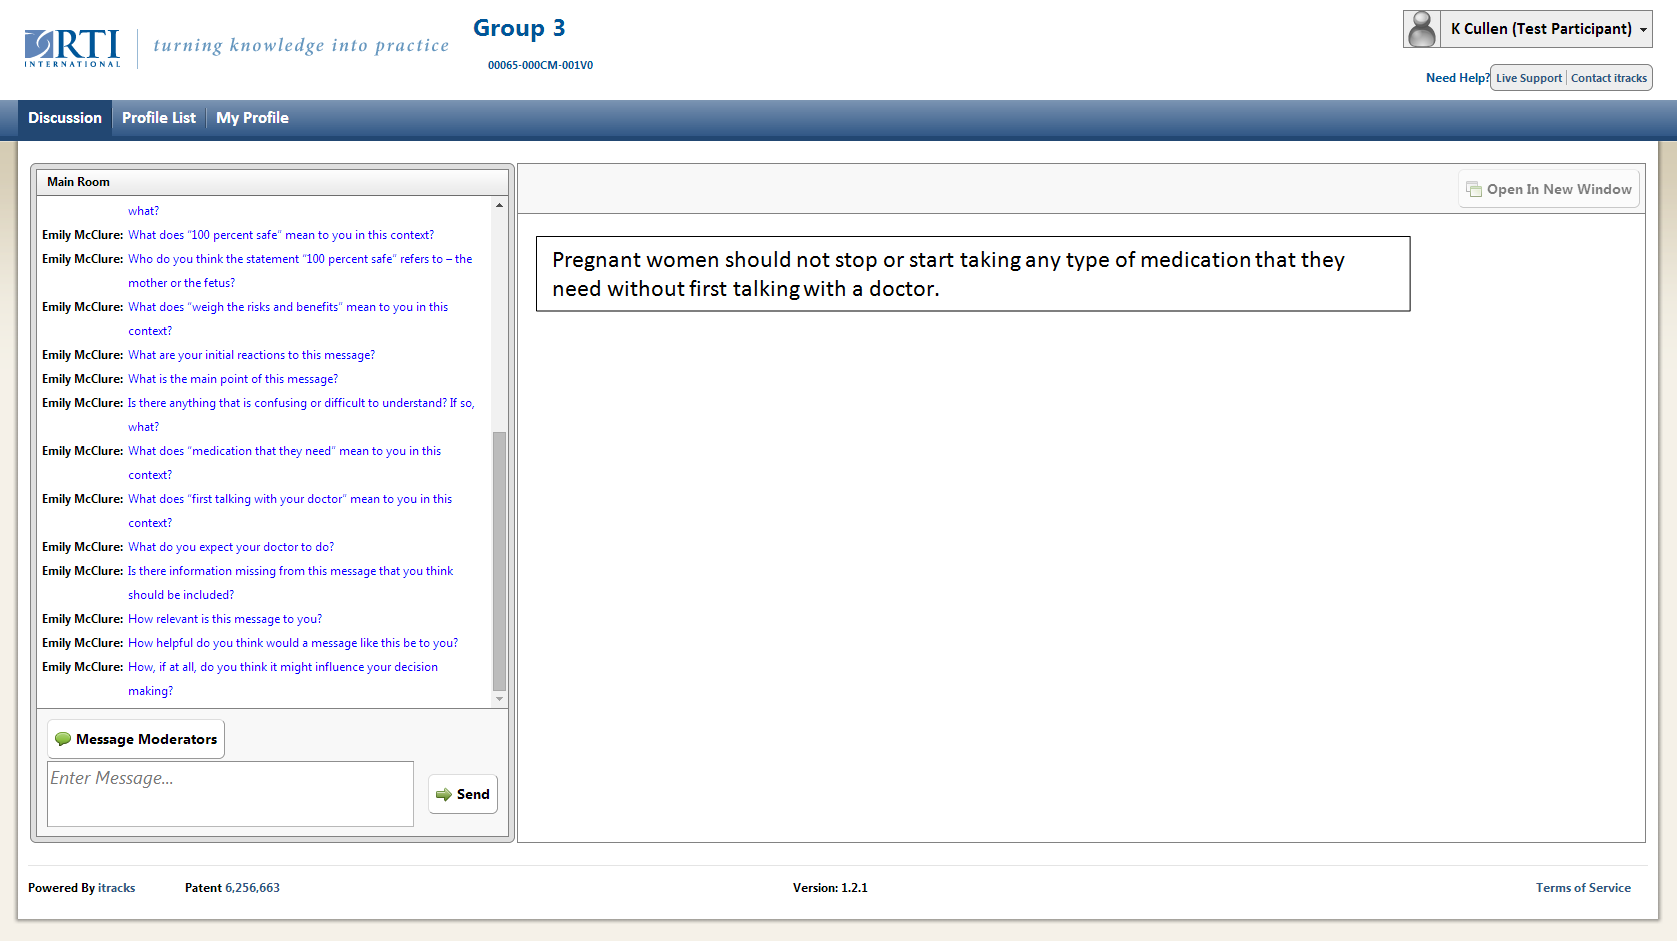 RTI
INTERNATIONAL
turning knowledge into practice
Group 3
00065-000CM-001V0
K Cullen (Test Participant)
Need Help? Live Support Contact itracks
Discussion Profile List My Profile
Main Room
what?
Emily McClure: What does "100 percent safe" mean to you in this context?
Emily McClure: Who do you think the statement "100 percent safe" refers to – the
mother or the fetus?
Emily McClure: What does "weigh the risks and benefits" mean to you in this
context?
Emily McClure: What are your initial reactions to this message?
Emily McClure: What is the main point of this message?
Emily McClure: Is there anything that is confusing or difficult to understand? If so,
what?
Emily McClure: What does "medication that they need" mean to you in this
context?
Emily McClure: What does "first talking with your doctor" mean to you in this
context?
Emily McClure: What do you expect your doctor to do?
Emily McClure: Is there information missing from this message that you think
should be included?
Emily McClure: How relevant is this message to you?
Emily McClure: How helpful do you think would a message like this be to you?
Emily McClure: How, if at all, do you think it might influence your decision
making?
Message Moderators
Enter Message...
Send
Open In New Window
Pregnant women should not stop or start taking any type of medication that they
need without first talking with a doctor.
Powered By itracks Patent 6,256,663 Version: 1.2.1 Terms of Service